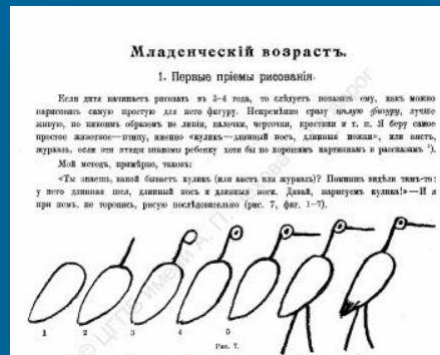 Младенческій возрастъ.
1. Первые пріемы рисованія.
Если дитя начинаетъ рисовать въ 3–4 года, то слѣдуетъ показать ему, какъ можно
нарисовать самую простую для него фигуру. Непремѣнно сразу цѣлую фигуру, лучше
живую, но никоимъ образомъ не линіи, палочки, черточки, крестики и т. п. Я беру самое
простое животное—птицу, именно «куликъ—длинный носъ, длинныя ножки», или аистъ,
журавль, если эти птицы знакомы ребенку хотя бы по хорошимъ картинкамъ и разсказамъ ¹).
Мой методъ, примѣрно, таковъ:
«Ты знаешь, какой бываетъ куликъ (или аистъ или журавль)? Помнишь видѣли тамъ-то:
у него длинная шея, длинный носъ и длинныя ноги. Давай, нарисуемъ кулика!»—И я
при немъ, не торопясь, рисую послѣдовательно (рис. 7, фиг. 1–7).
1 2 3 4 5
Рис. 7.